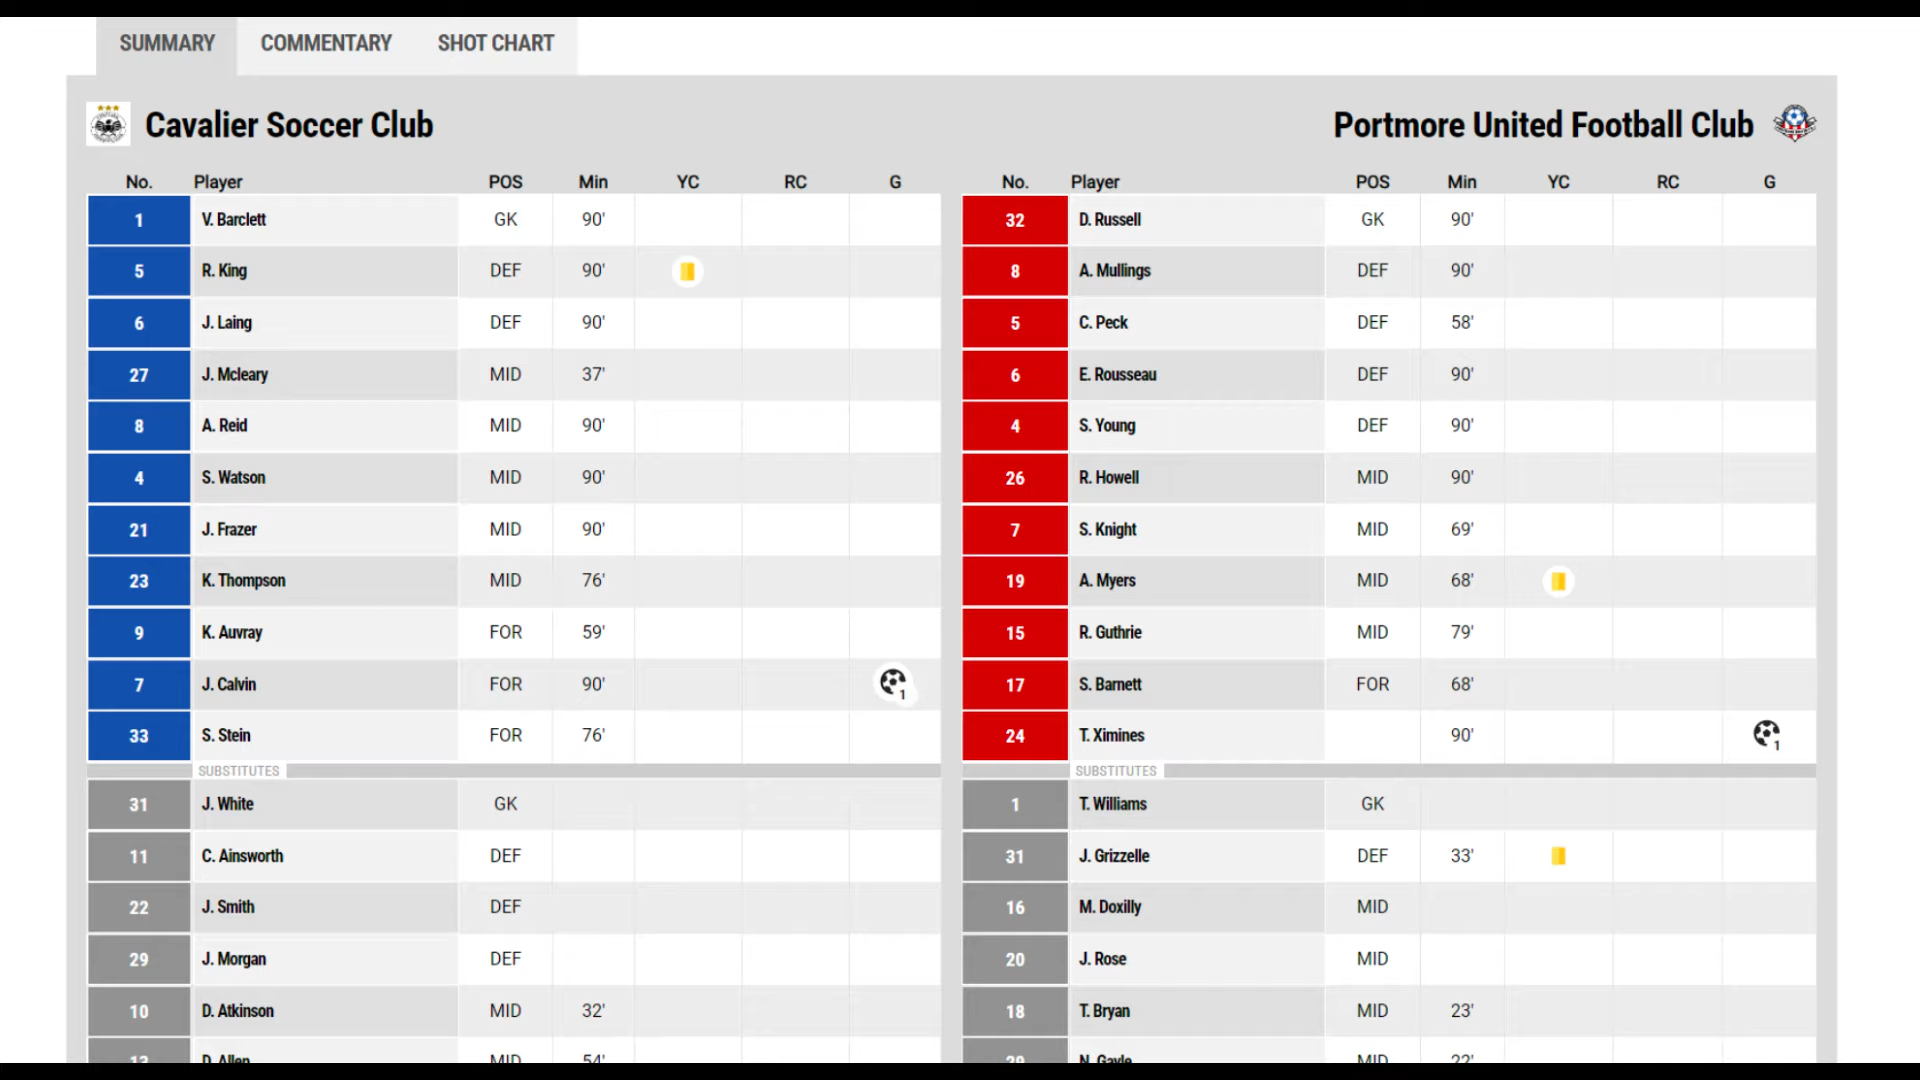 SUMMARY COMMENTARY SHOT CHART
Cavalier Soccer Club
No. Player POS Min YC RC G
1 V. Barclett GK 90'
5 R. King DEF 90'
6 J. Laing DEF 90'
27 J. Mcleary MID 37'
8 A. Reid MID 90'
4 S. Watson MID 90'
21 J. Frazer MID 90'
23 K. Thompson MID 76'
9 K. Auvray FOR 59'
7 J. Calvin FOR 90' 1
33 S. Stein FOR 76'
SUBSTITUTES
31 J. White GK
11 C. Ainsworth DEF
22 J. Smith DEF
29 J. Morgan DEF
10 D. Atkinson MID 32'
13 D. Allen MID 54'
Portmore United Football Club
No. Player POS Min YC RC G
32 D. Russell GK 90'
8 A. Mullings DEF 90'
5 C. Peck DEF 58'
6 E. Rousseau DEF 90'
4 S. Young DEF 90'
26 R. Howell MID 90'
7 S. Knight MID 69'
19 A. Myers MID 68'
15 R. Guthrie MID 79'
17 S. Barnett FOR 68'
24 T. Ximines 90' 1
SUBSTITUTES
1 T. Williams GK
31 J. Grizzelle DEF 33'
16 M. Doxilly MID
20 J. Rose MID
18 T. Bryan MID 23'
N. Gayle MID 22'